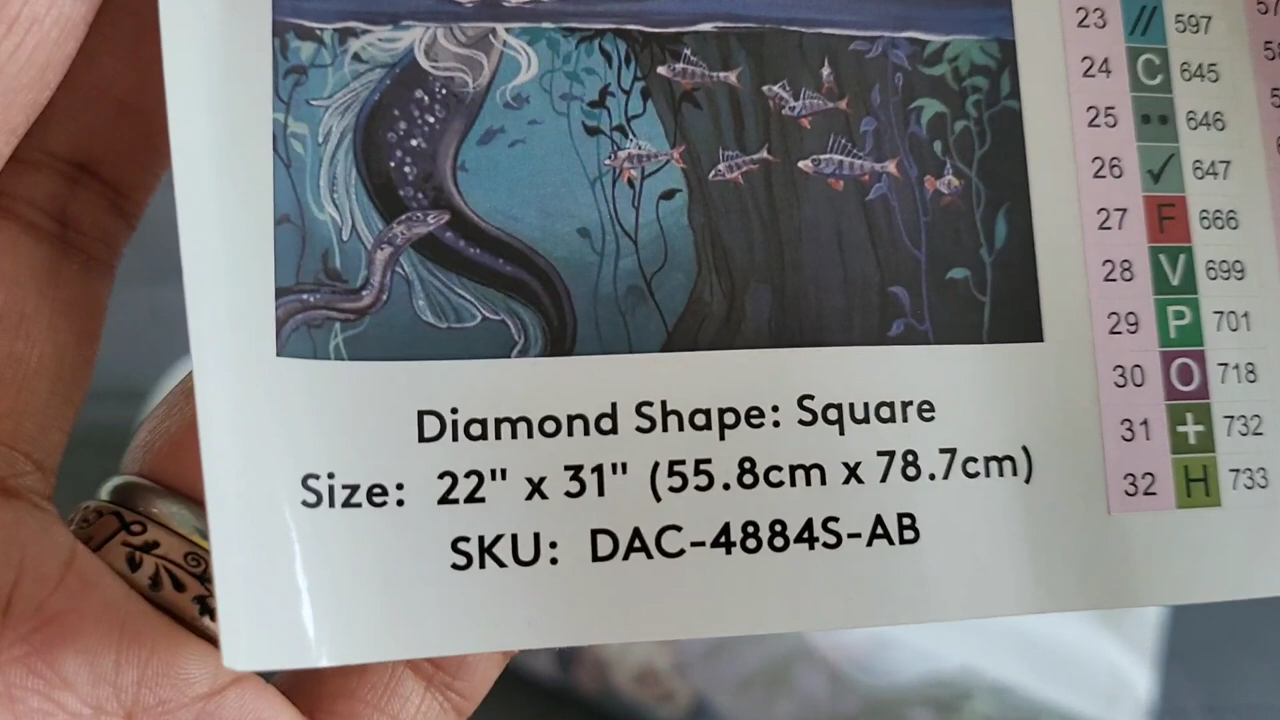 23 // 597
24 C 645
25 •• 646
26 ✓ 647
27 F 666
28 V 699
29 P 701
30 O 718
31 + 732
32 H 733
Diamond Shape: Square
Size: 22" x 31" (55.8cm x 78.7cm)
SKU: DAC-4884S-AB